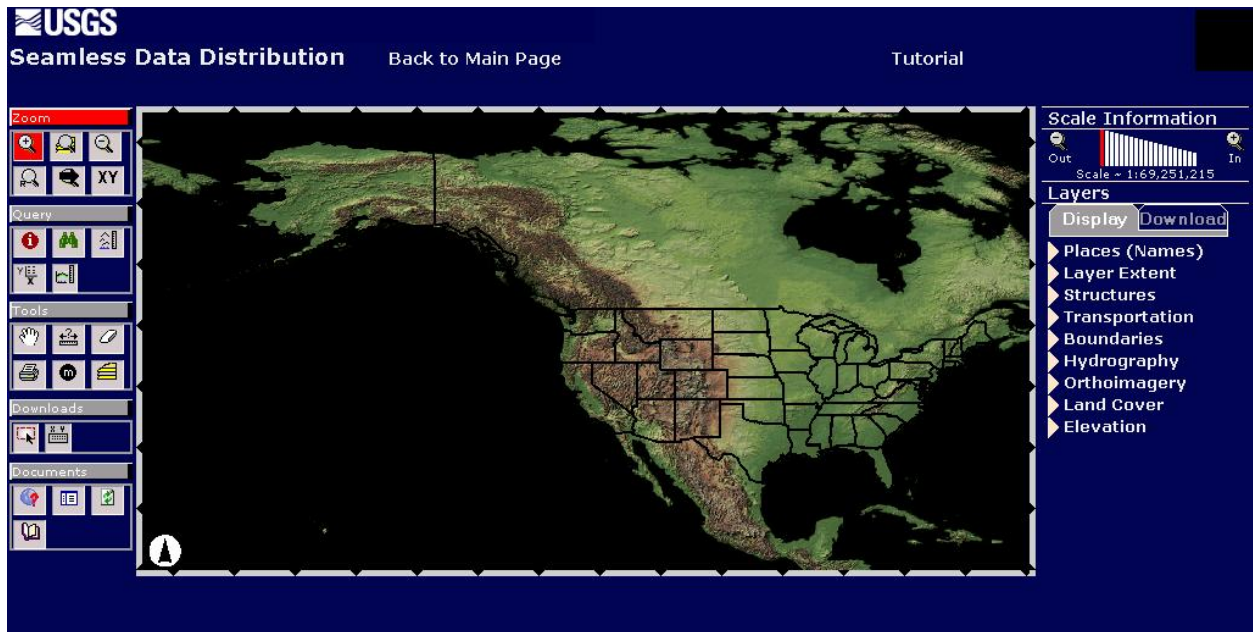 USGS
Seamless Data Distribution Back to Main Page Tutorial
Zoom
XY
Query
Tools
m
Downloads
Documents
Scale Information
Out In
Scale ~ 1:69,251,215
Layers
Display Download
Places (Names)
Layer Extent
Structures
Transportation
Boundaries
Hydrography
Orthoimagery
Land Cover
Elevation